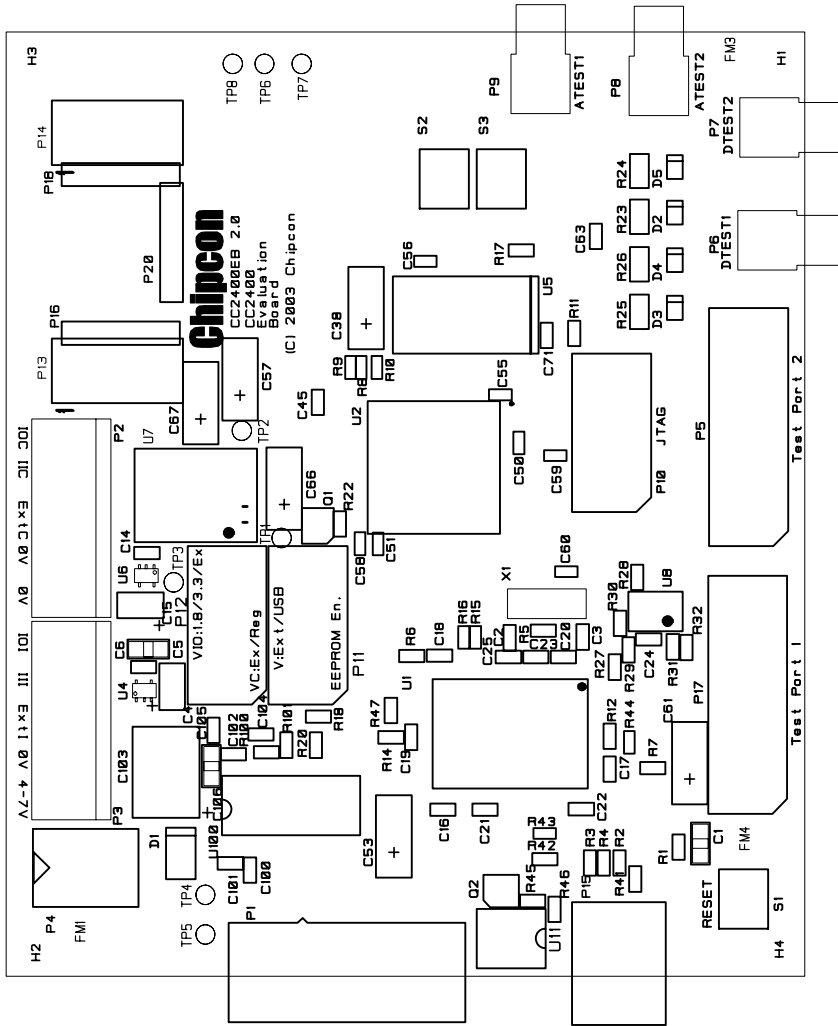 H3
TP8
TP6
TP7
P9
ATEST1
P8
ATEST2
FM3
H1
P14
P18
P20
S2
S3
P7
DTEST2
R24
D5
R23
D2
P6
DTEST1
R26
D4
R25
D3
C63
R17
C56
U5
C71
R11
Chipcon
CC2400EB 2.0
CC2400
Evaluation
Board
(C) 2003 Chipcon
C38
P16
P13
C67
C57
TP2
C45
R9
R8
R10
U2
C55
C50
C59
P10
JTAG
P5
Test Port 2
P2
IOC IIC ExtC 0V 0V
U7
C66
Q1
R22
TP1
C58
C51
C14
U6
TP3
C15
P12
VIO:1.8/3.3/Ex
VC:Ex/Reg
V:Ext/USB
EEPROM En.
P11
C60
X1
R28
U8
R30
R32
R31
C24
R29
R27
C3
C20
R5
C23
C2
C25
R15
R16
C18
R6
C6
C5
U4
C4
IOI III ExtI 0V 4-7V
P3
C103
C105
C102
R100
C104
R101
R20
R18
R47
R14
C19
U1
R12
R44
C17
R7
C61
P17
Test Port 1
C106
U100
C53
C16
C21
C22
R43
R42
R45
R46
Q2
U11
P15
R3
R4
R2
R41
R1
C1
FM4
RESET
S1
H4
D1
C101
C100
TP4
TP5
P1
P4
FM1
H2